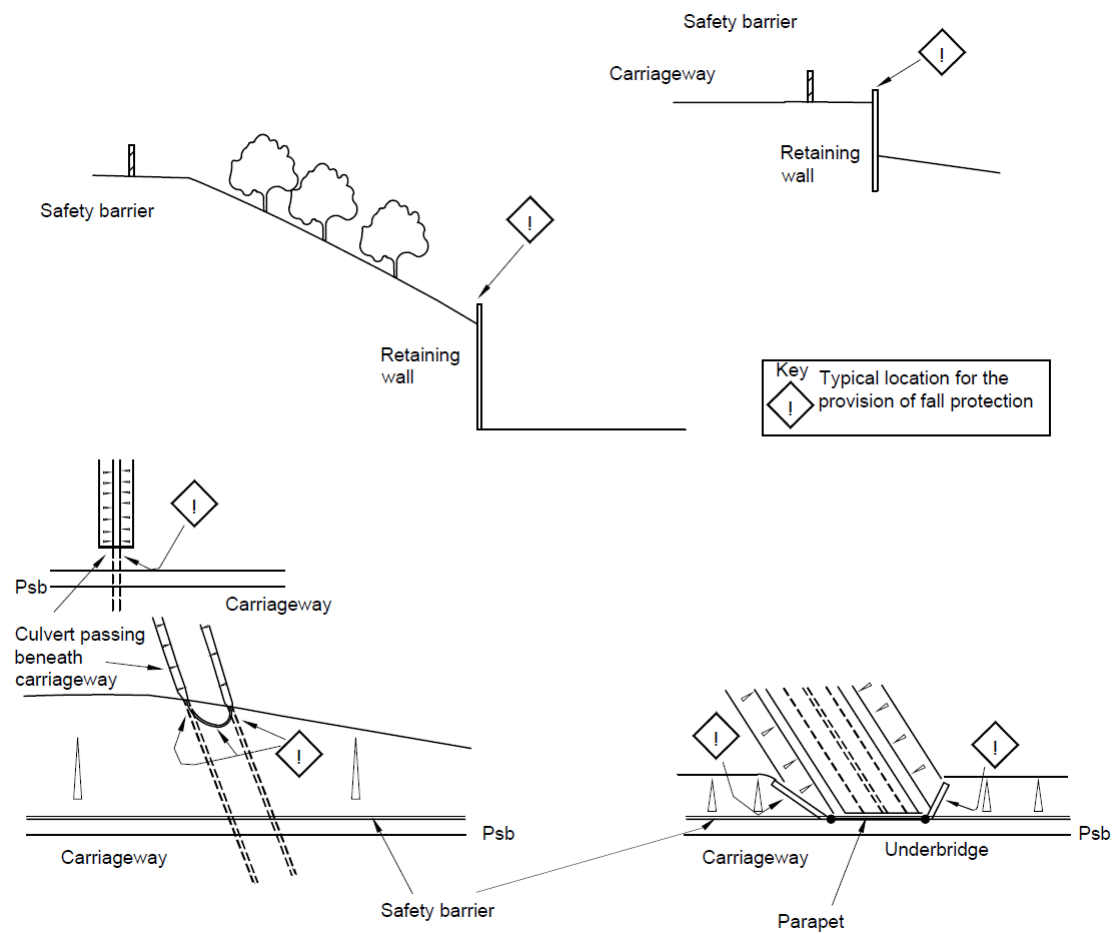 Safety barrier
Carriageway
!
Retaining
wall
Safety barrier
!
Retaining
wall
Key
! Typical location for the
provision of fall protection
!
Psb
Carriageway
Culvert passing
beneath
carriageway
!
Psb
Carriageway
Safety barrier
!
!
Psb
Carriageway
Underbridge
Parapet